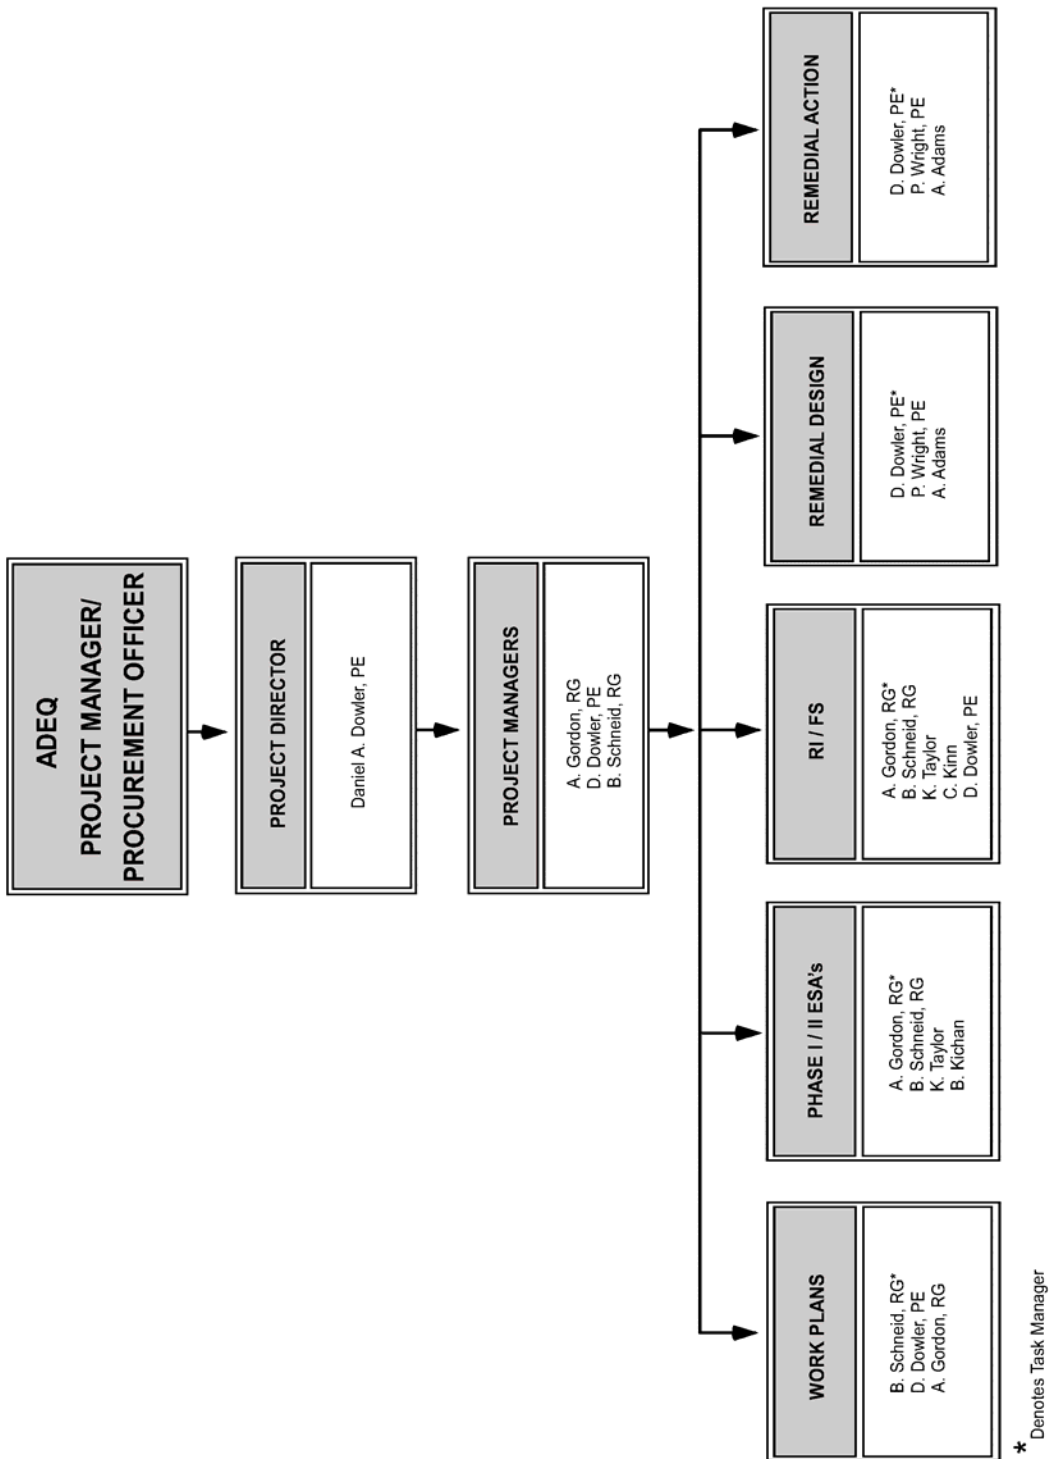 ADEQ
PROJECT MANAGER/
PROCUREMENT OFFICER
PROJECT DIRECTOR
Daniel A. Dowler, PE
PROJECT MANAGERS
A. Gordon, RG
D. Dowler, PE
B. Schneid, RG
WORK PLANS
B. Schneid, RG*
D. Dowler, PE
A. Gordon, RG
PHASE I / II ESA's
A. Gordon, RG*
B. Schneid, RG
K. Taylor
B. Kichan
RI / FS
A. Gordon, RG*
B. Schneid, RG
K. Taylor
C. Kinn
D. Dowler, PE
REMEDIAL DESIGN
D. Dowler, PE*
P. Wright, PE
A. Adams
REMEDIAL ACTION
D. Dowler, PE*
P. Wright, PE
A. Adams
* Denotes Task Manager